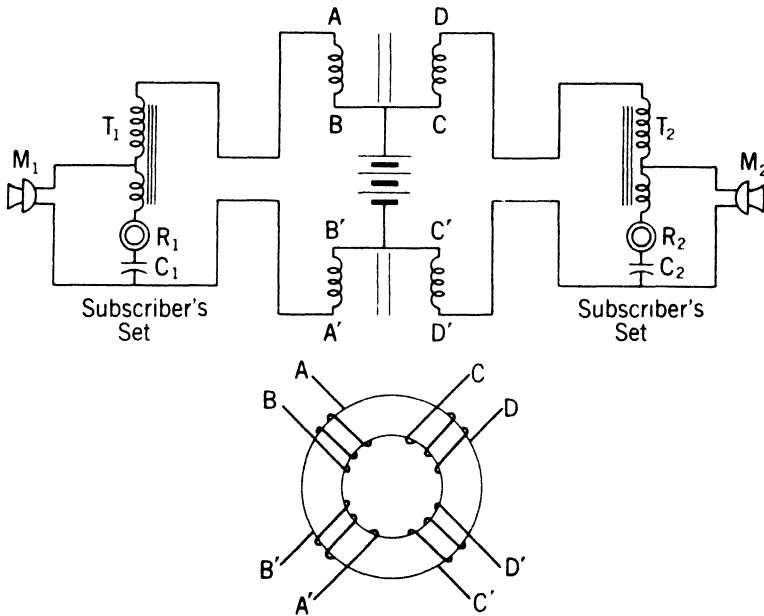 A D
T₁ T₂
M₁ M₂
B C
B′ C′
R₁ R₂
C₁ C₂
Subscriber's Subscriber's
Set Set
A′ D′
A C
B D
B′ D′
A′ C′